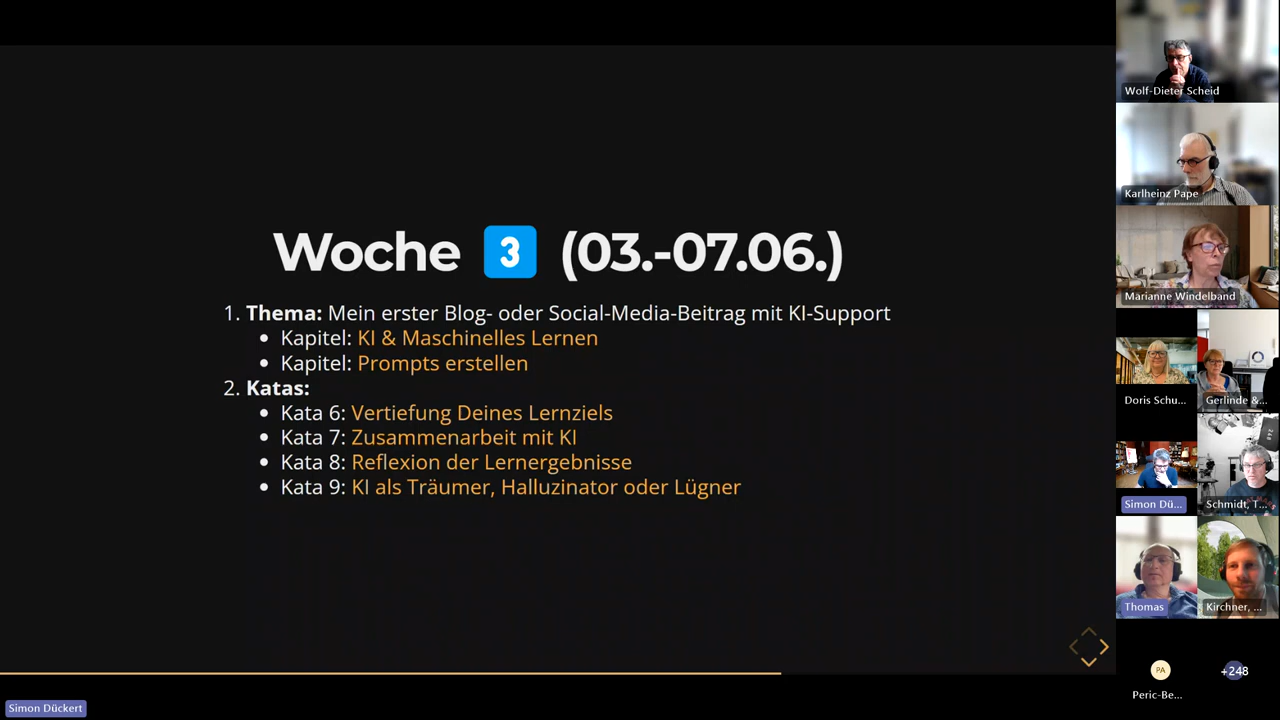 Woche 3 (03.-07.06.)
1. Thema: Mein erster Blog- oder Social-Media-Beitrag mit KI-Support
• Kapitel: KI & Maschinelles Lernen
• Kapitel: Prompts erstellen
2. Katas:
• Kata 6: Vertiefung Deines Lernziels
• Kata 7: Zusammenarbeit mit KI
• Kata 8: Reflexion der Lernergebnisse
• Kata 9: KI als Träumer, Halluzinator oder Lügner
Simon Dückert
Wolf-Dieter Scheid
Karlheinz Pape
Marianne Windelband
Doris Schu...
Gerlinde &...
Simon Dü...
Schmidt, T...
Thomas
Kirchner, ...
PA
+248
Peric-Be...